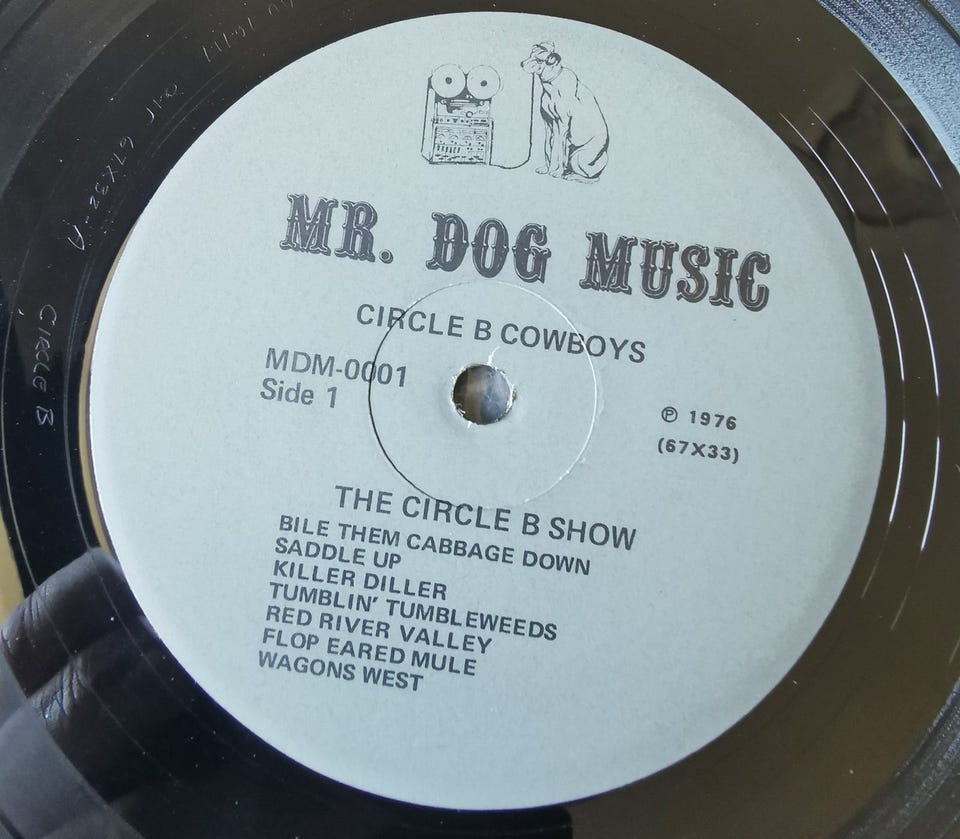 MR. DOG MUSIC
CIRCLE B COWBOYS
MDM-0001
Side 1
℗ 1976
(67X33)
THE CIRCLE B SHOW
BILE THEM CABBAGE DOWN
SADDLE UP
KILLER DILLER
TUMBLIN' TUMBLEWEEDS
RED RIVER VALLEY
FLOP EARED MULE
WAGONS WEST
CIRCLE B